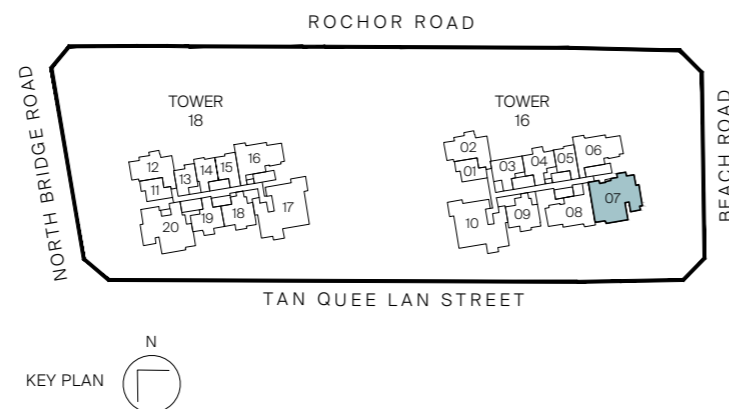 ROCHOR ROAD
NORTH BRIDGE ROAD
BEACH ROAD
TOWER
18
12
11
13
14
15
16
20
19
18
17
TOWER
16
02
01
03
04
05
06
10
09
08
07
TAN QUEE LAN STREET
N
KEY PLAN